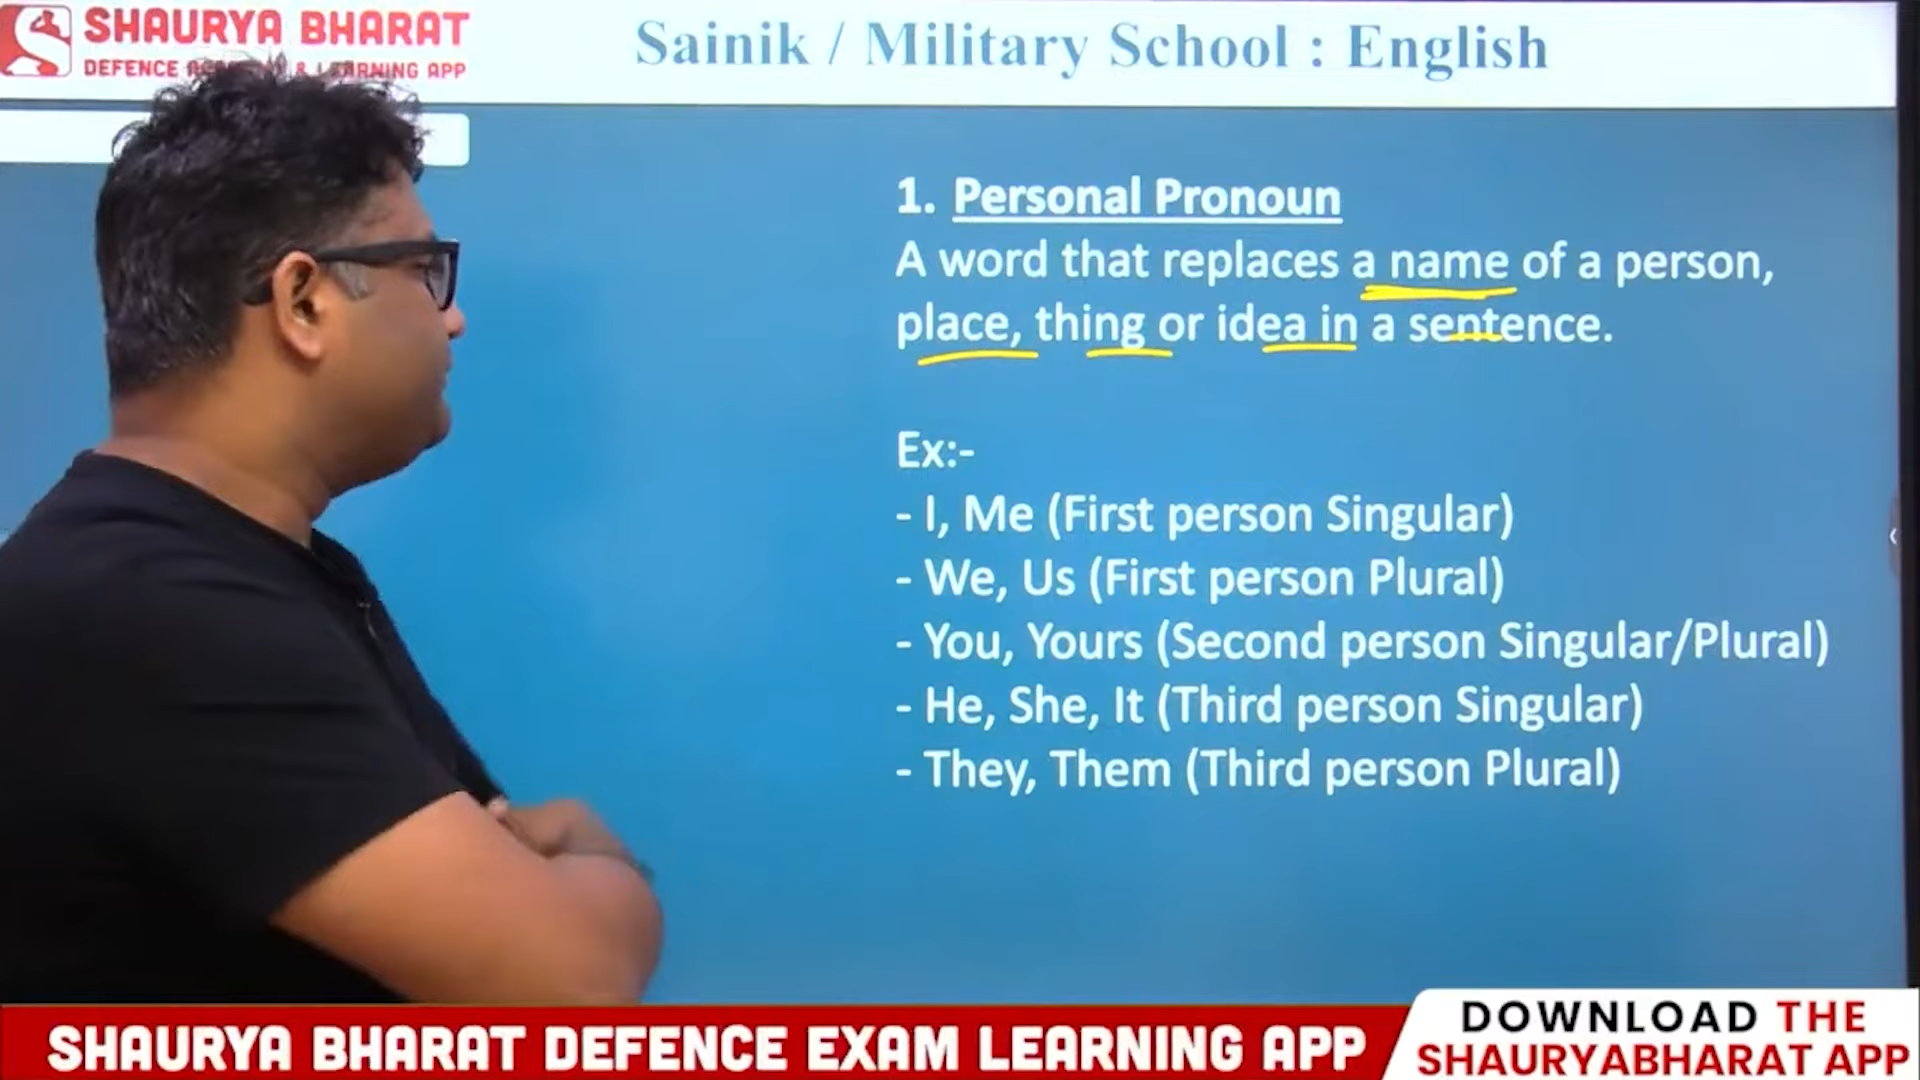 SHAURYA BHARAT
DEFENCE & LEARNING APP
Sainik / Military School : English
1. Personal Pronoun
A word that replaces a name of a person,
place, thing or idea in a sentence.
Ex:-
- I, Me (First person Singular)
- We, Us (First person Plural)
- You, Yours (Second person Singular/Plural)
- He, She, It (Third person Singular)
- They, Them (Third person Plural)
SHAURYA BHARAT DEFENCE EXAM LEARNING APP
DOWNLOAD THE
SHAURYABHARAT APP